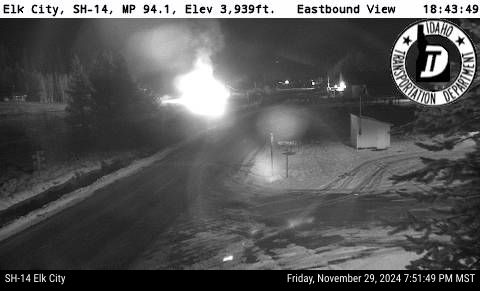 Elk City, SH-14, MP 94.1, Elev 3,939ft. Eastbound View 18:43:49
IDAHO
TRANSPORTATION DEPARTMENT
SH-14 Elk City Friday, November 29, 2024 7:51:49 PM MST